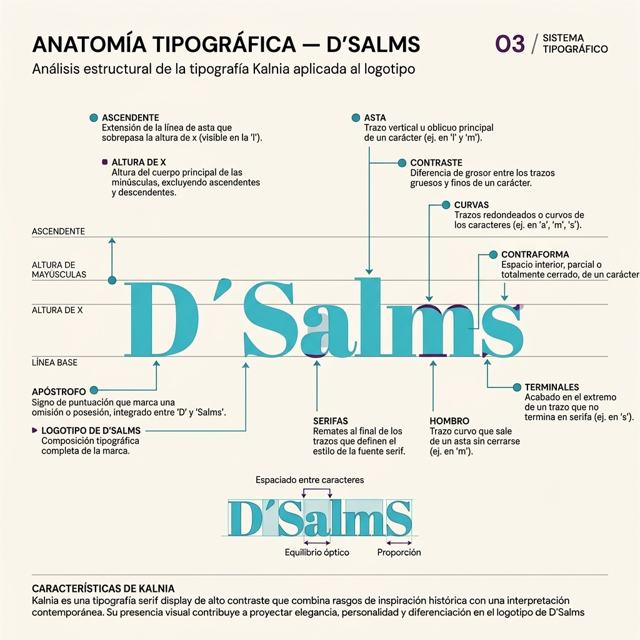 ANATOMÍA TIPOGRÁFICA — D'SALMS
Análisis estructural de la tipografía Kalnia aplicada al logotipo
03 / SISTEMA
TIPOGRÁFICO
ASCENDENTE
Extensión de la línea de asta que
sobrepasa la altura de x (visible en la 'l').
ALTURA DE X
Altura del cuerpo principal de las
minúsculas, excluyendo ascendentes
y descendentes.
ASTA
Trazo vertical u oblicuo principal
de un carácter (ej. en 'l' y 'm').
CONTRASTE
Diferencia de grosor entre los trazos
gruesos y finos de un carácter.
CURVAS
Trazos redondeados o curvos de
los caracteres (ej. en 'a', 'm', 's').
CONTRAFORMA
Espacio interior, parcial o
totalmente cerrado, de un carácter
ASCENDENTE
ALTURA DE
MAYÚSCULAS
ALTURA DE X
LÍNEA BASE
D´Salms
APÓSTROFO
Signo de puntuación que marca una
omisión o posesión, integrado entre 'D' y 'Salms'.
LOGOTIPO DE D'SALMS
Composición tipográfica
completa de la marca.
SERIFAS
Remates al final de los
trazos que definen el
estilo de la fuente serif.
HOMBRO
Trazo curvo que sale
de un asta sin cerrarse
(ej. en 'm').
TERMINALES
Acabado en el extremo
de un trazo que no
termina en serifa (ej. en 's').
Espaciado entre caracteres
D´SalmS
Equilibrio óptico
Proporción
CARACTERÍSTICAS DE KALNIA
Kalnia es una tipografía serif display de alto contraste que combina rasgos de inspiración histórica con una interpretación
contemporánea. Su presencia visual contribuye a proyectar elegancia, personalidad y diferenciación en el logotipo de D'Salms